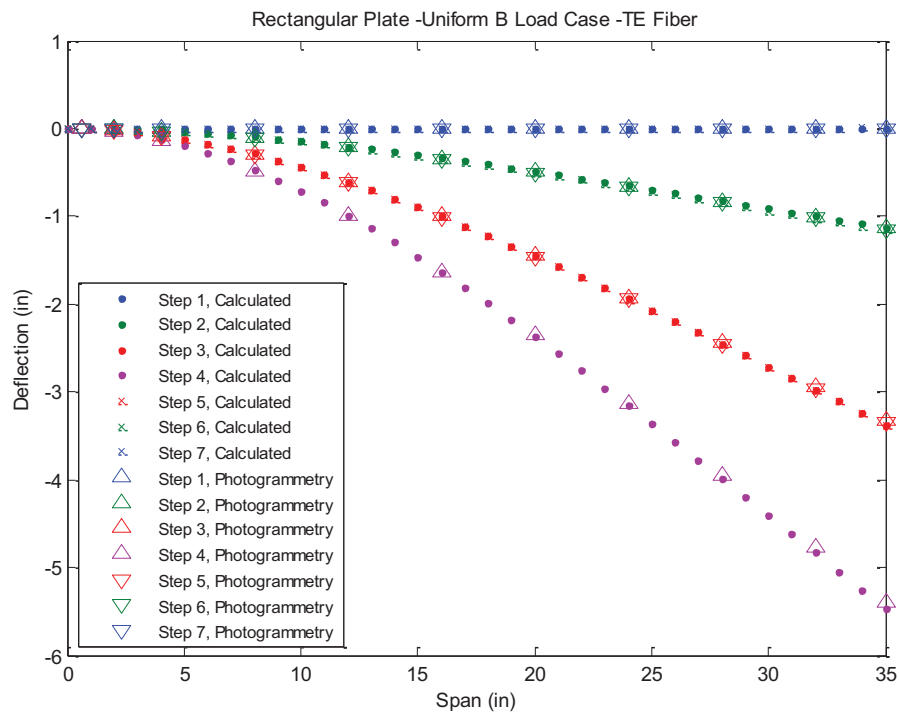 Rectangular Plate -Uniform B Load Case -TE Fiber
1
0
-1
-2
-3
-4
-5
-6
Deflection (in)
Step 1, Calculated
Step 2, Calculated
Step 3, Calculated
Step 4, Calculated
Step 5, Calculated
Step 6, Calculated
Step 7, Calculated
Step 1, Photogrammetry
Step 2, Photogrammetry
Step 3, Photogrammetry
Step 4, Photogrammetry
Step 5, Photogrammetry
Step 6, Photogrammetry
Step 7, Photogrammetry
0 5 10 15 20 25 30 35
Span (in)